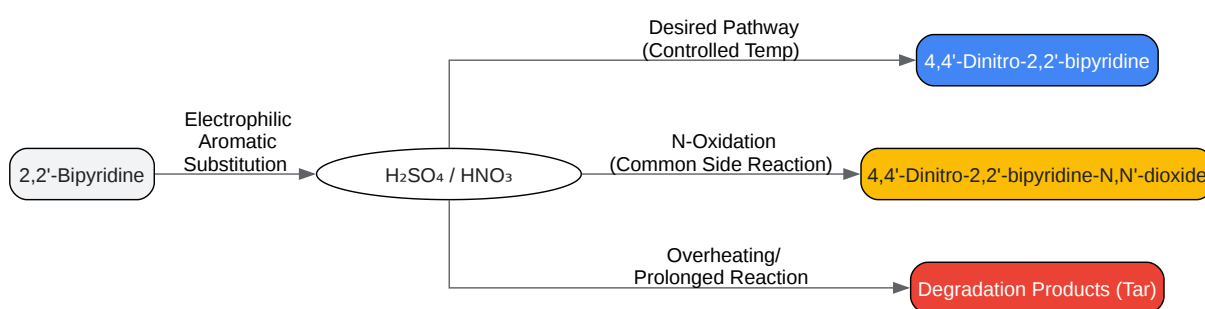 Desired Pathway
(Controlled Temp)
4,4'-Dinitro-2,2'-bipyridine
Electrophilic
Aromatic
Substitution
2,2'-Bipyridine
H₂SO₄ / HNO₃
N-Oxidation
(Common Side Reaction)
4,4'-Dinitro-2,2'-bipyridine-N,N'-dioxide
Overheating/
Prolonged Reaction
Degradation Products (Tar)